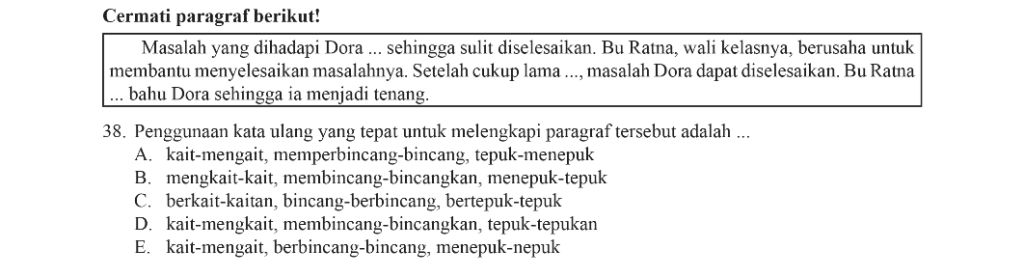 Cermati paragraf berikut!
Masalah yang dihadapi Dora ... sehingga sulit diselesaikan. Bu Ratna, wali kelasnya, berusaha untuk
membantu menyelesaikan masalahnya. Setelah cukup lama ..., masalah Dora dapat diselesaikan. Bu Ratna
... bahu Dora sehingga ia menjadi tenang.
38. Penggunaan kata ulang yang tepat untuk melengkapi paragraf tersebut adalah ...
A. kait-mengait, memperbincang-bincang, tepuk-menepuk
B. mengkait-kait, membincang-bincangkan, menepuk-tepuk
C. berkait-kaitan, bincang-berbincang, bertepuk-tepuk
D. kait-mengkait, membincang-bincangkan, tepuk-tepukan
E. kait-mengait, berbincang-bincang, menepuk-nepuk